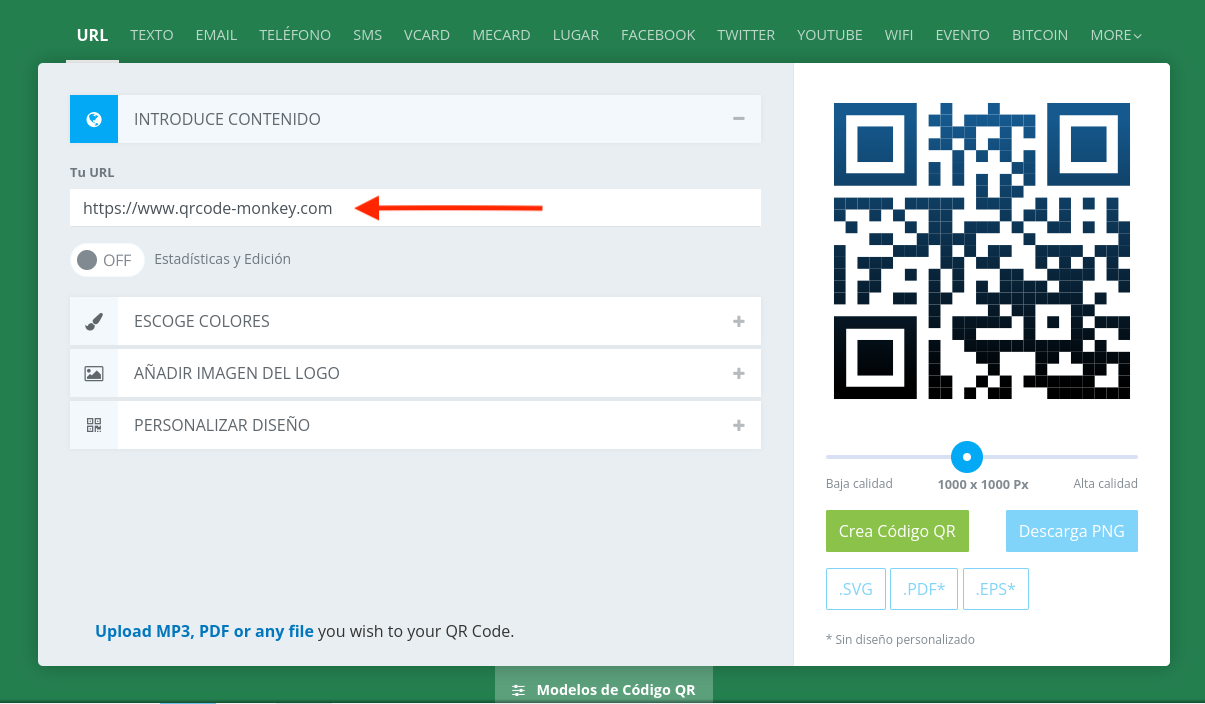 URL TEXTO EMAIL TELÉFONO SMS VCARD MECARD LUGAR FACEBOOK TWITTER YOUTUBE WIFI EVENTO BITCOIN MORE
INTRODUCE CONTENIDO
Tu URL
https://www.qrcode-monkey.com
OFF Estadísticas y Edición
ESCOGE COLORES
AÑADIR IMAGEN DEL LOGO
PERSONALIZAR DISEÑO
Upload MP3, PDF or any file you wish to your QR Code.
Baja calidad 1000 x 1000 Px Alta calidad
Crea Código QR Descarga PNG
.SVG .PDF* .EPS*
* Sin diseño personalizado
Modelos de Código QR